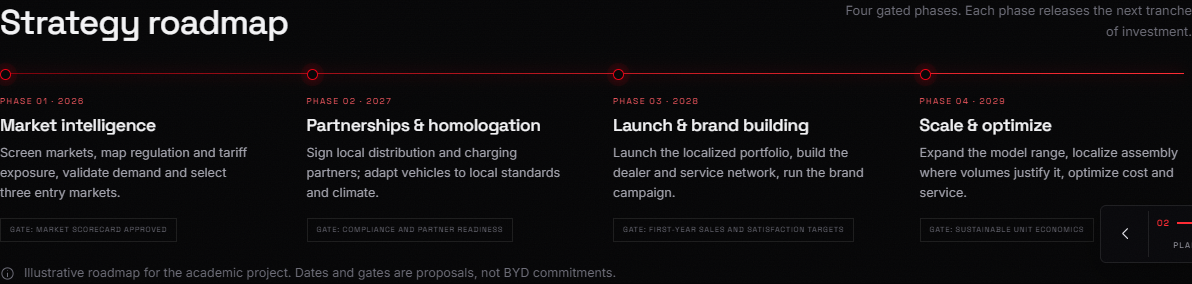 Strategy roadmap
Four gated phases. Each phase releases the next tranche
of investment.
PHASE 01 · 2026
Market intelligence
Screen markets, map regulation and tariff
exposure, validate demand and select
three entry markets.
GATE: MARKET SCORECARD APPROVED
PHASE 02 · 2027
Partnerships & homologation
Sign local distribution and charging
partners; adapt vehicles to local standards
and climate.
GATE: COMPLIANCE AND PARTNER READINESS
PHASE 03 · 2028
Launch & brand building
Launch the localized portfolio, build the
dealer and service network, run the brand
campaign.
GATE: FIRST-YEAR SALES AND SATISFACTION TARGETS
PHASE 04 · 2029
Scale & optimize
Expand the model range, localize assembly
where volumes justify it, optimize cost and
service.
GATE: SUSTAINABLE UNIT ECONOMICS
02
Illustrative roadmap for the academic project. Dates and gates are proposals, not BYD commitments.